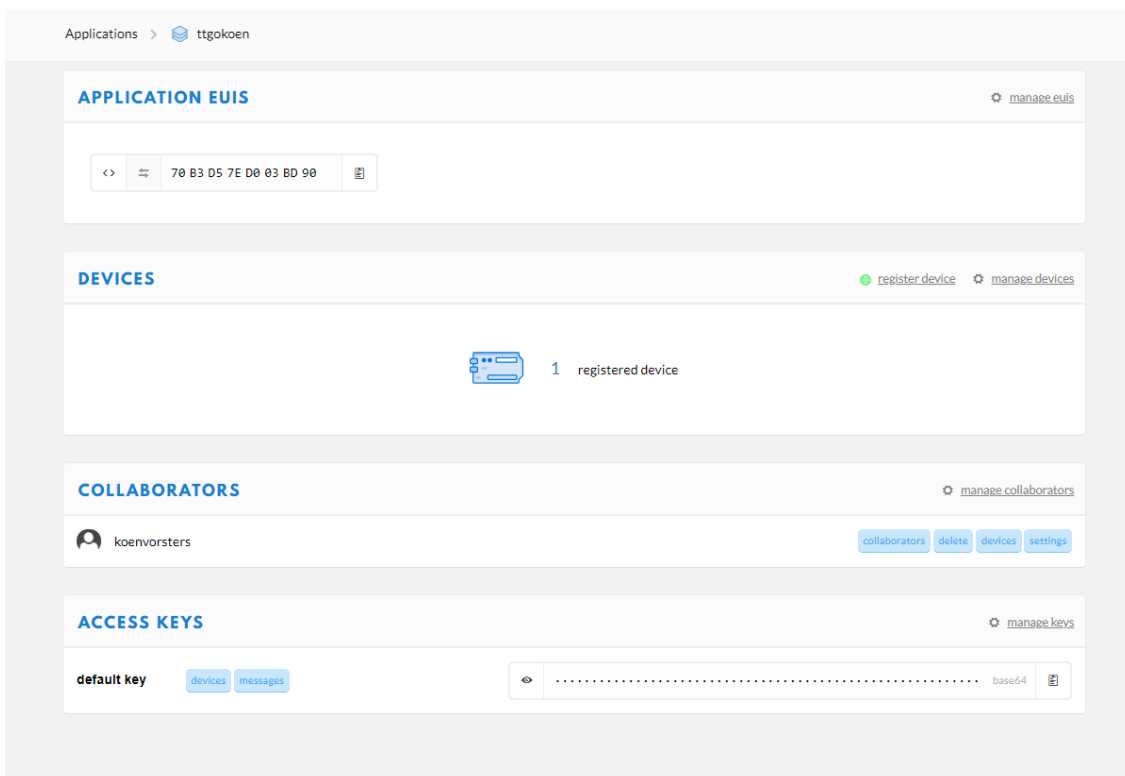 Applications > ttgokoen
APPLICATION EUIS manage euis
<> 70 B3 D5 7E D0 03 BD 90
DEVICES register device manage devices
1 registered device
COLLABORATORS manage collaborators
koenvorsters collaborators delete devices settings
ACCESS KEYS manage keys
default key devices messages base64